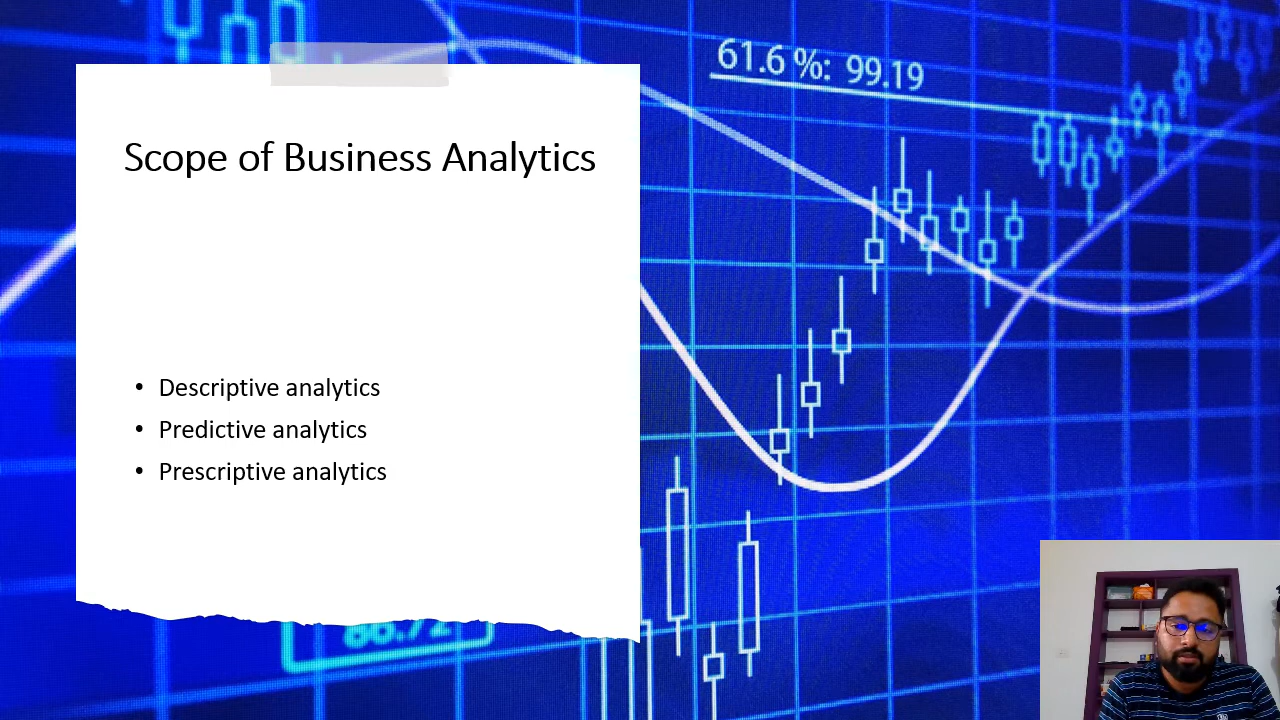 61.6 %: 99.19
Scope of Business Analytics
• Descriptive analytics
• Predictive analytics
• Prescriptive analytics